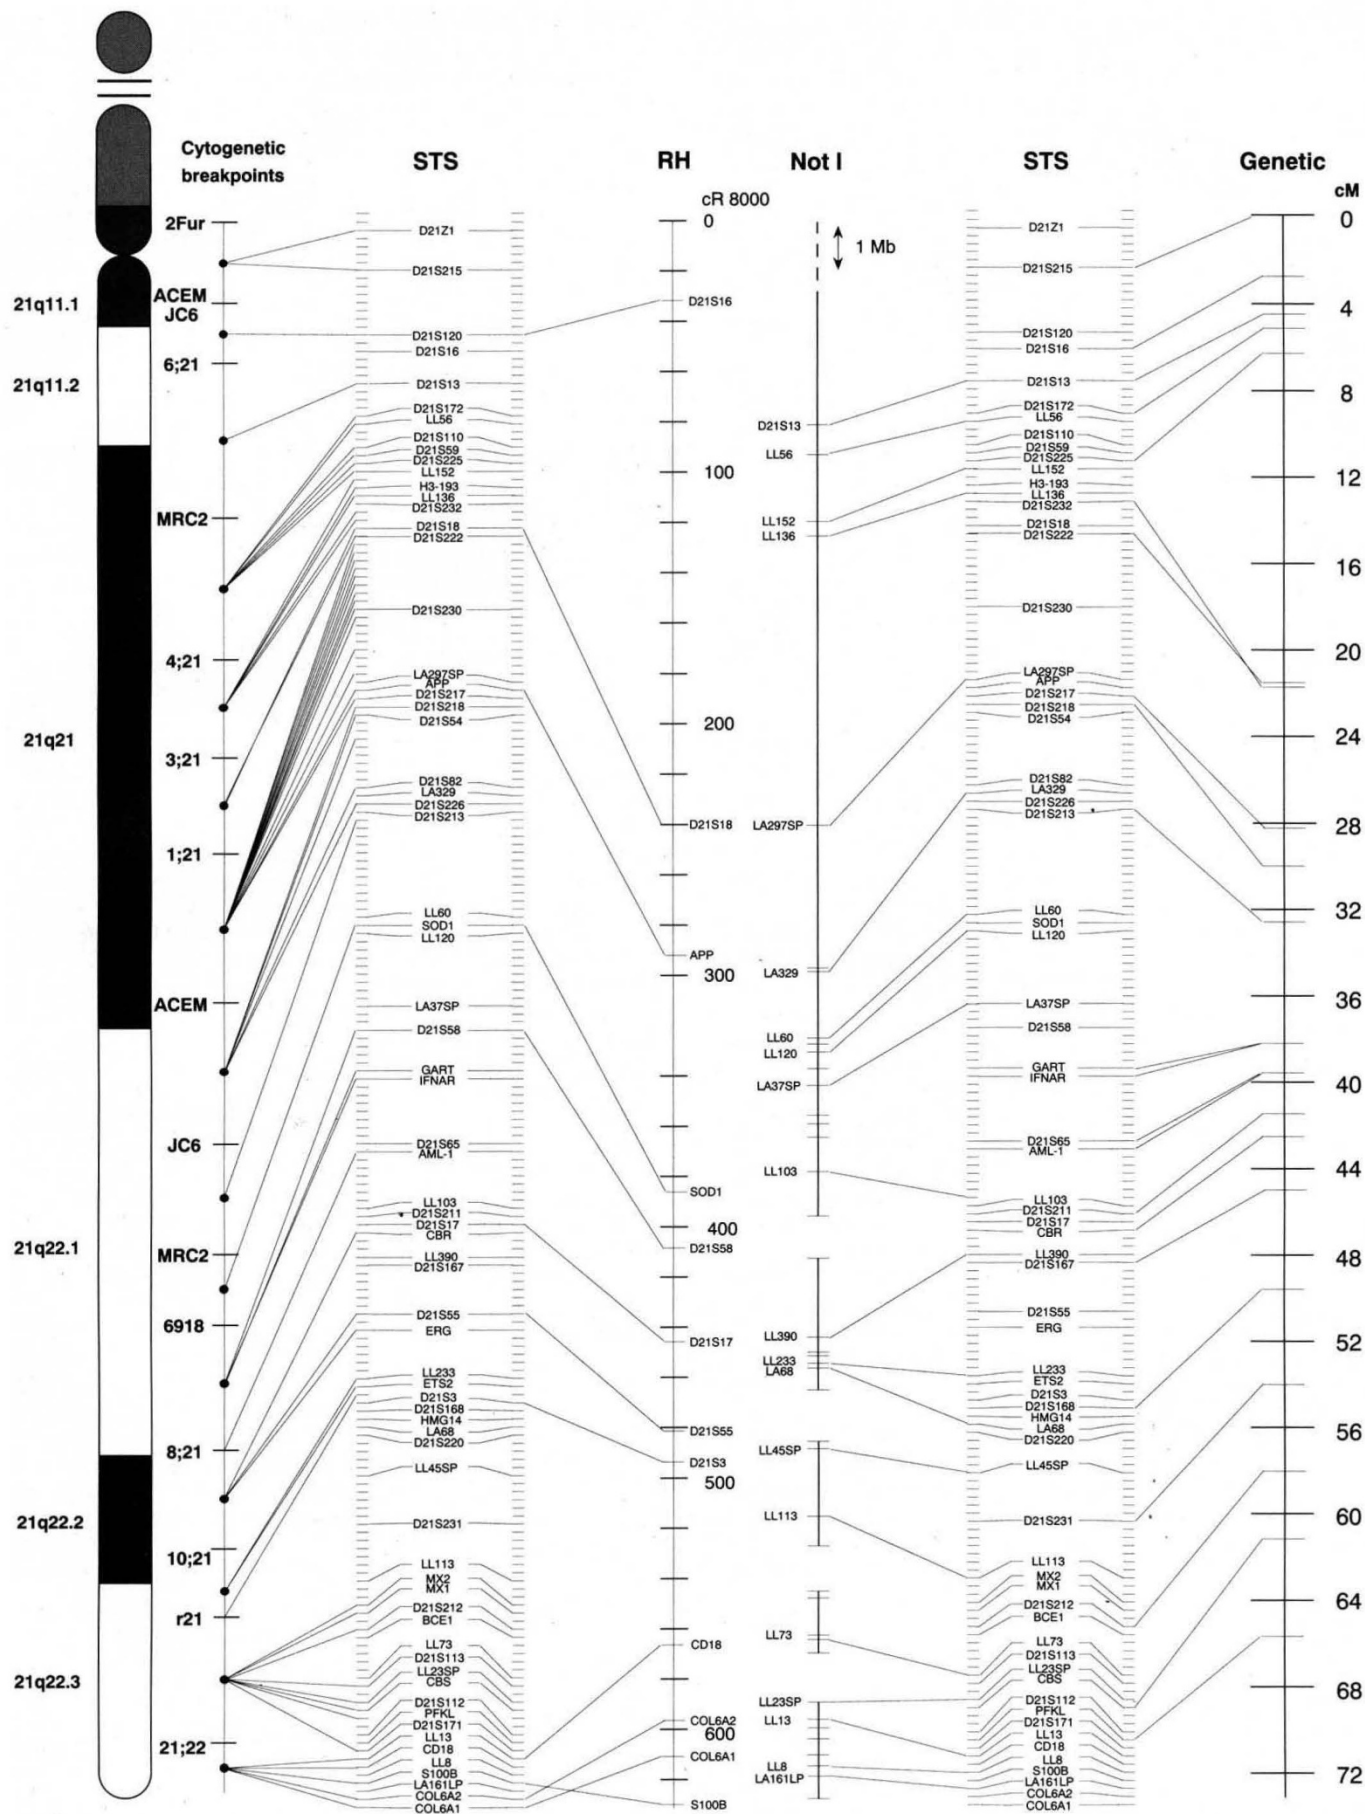 Cytogenetic
breakpoints
STS
RH
Not I
STS
Genetic
cR 8000
cM
1 Mb
21q11.1
21q11.2
21q21
21q22.1
21q22.2
21q22.3
2Fur
ACEM
JC6
6;21
MRC2
4;21
3;21
1;21
ACEM
JC6
MRC2
6918
8;21
10;21
r21
21;22
D21Z1
D21S215
D21S120
D21S16
D21S13
D21S172
LL56
D21S110
D21S59
D21S225
LL152
H3-193
LL136
D21S232
D21S18
D21S222
D21S230
LA297SP
APP
D21S217
D21S218
D21S54
D21S82
LA329
D21S226
D21S213
LL60
SOD1
LL120
LA37SP
D21S58
GART
IFNAR
D21S65
AML-1
LL103
D21S211
D21S17
CBR
LL390
D21S167
D21S55
ERG
LL233
ETS2
D21S3
D21S168
HMG14
LA68
D21S220
LL45SP
D21S231
LL113
MX2
MX1
D21S212
BCE1
LL73
D21S113
LL23SP
CBS
D21S112
PFKL
D21S171
LL13
CD18
LL8
S100B
LA161LP
COL6A2
COL6A1
0
D21S16
100
200
D21S18
APP
300
SOD1
400
D21S58
D21S17
D21S55
D21S3
500
CD18
COL6A2
600
COL6A1
S100B
D21S13
LL56
LL152
LL136
LA297SP
LA329
LL60
LL120
LA37SP
LL103
LL390
LL233
LA68
LL45SP
LL113
LL73
LL23SP
LL13
LL8
LA161LP
D21Z1
D21S215
D21S120
D21S16
D21S13
D21S172
LL56
D21S110
D21S59
D21S225
LL152
H3-193
LL136
D21S232
D21S18
D21S222
D21S230
LA297SP
APP
D21S217
D21S218
D21S54
D21S82
LA329
D21S226
D21S213
LL60
SOD1
LL120
LA37SP
D21S58
GART
IFNAR
D21S65
AML-1
LL103
D21S211
D21S17
CBR
LL390
D21S167
D21S55
ERG
LL233
ETS2
D21S3
D21S168
HMG14
LA68
D21S220
LL45SP
D21S231
LL113
MX2
MX1
D21S212
BCE1
LL73
D21S113
LL23SP
CBS
D21S112
PFKL
D21S171
LL13
CD18
LL8
S100B
LA161LP
COL6A2
COL6A1
0
4
8
12
16
20
24
28
32
36
40
44
48
52
56
60
64
68
72